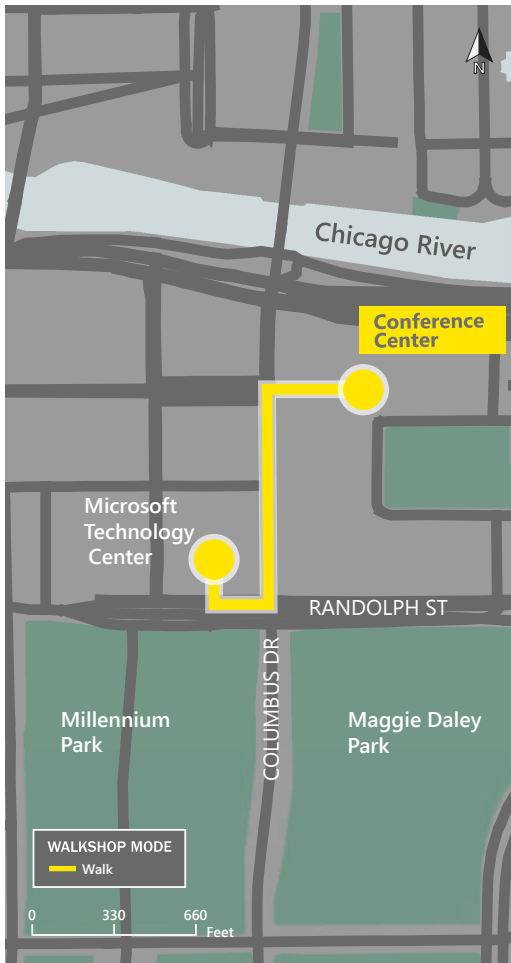 N
Chicago River
Conference
Center
Microsoft
Technology
Center
RANDOLPH ST
COLUMBUS DR
Millennium
Park
Maggie Daley
Park
WALKSHOP MODE
Walk
0 330 660
Feet